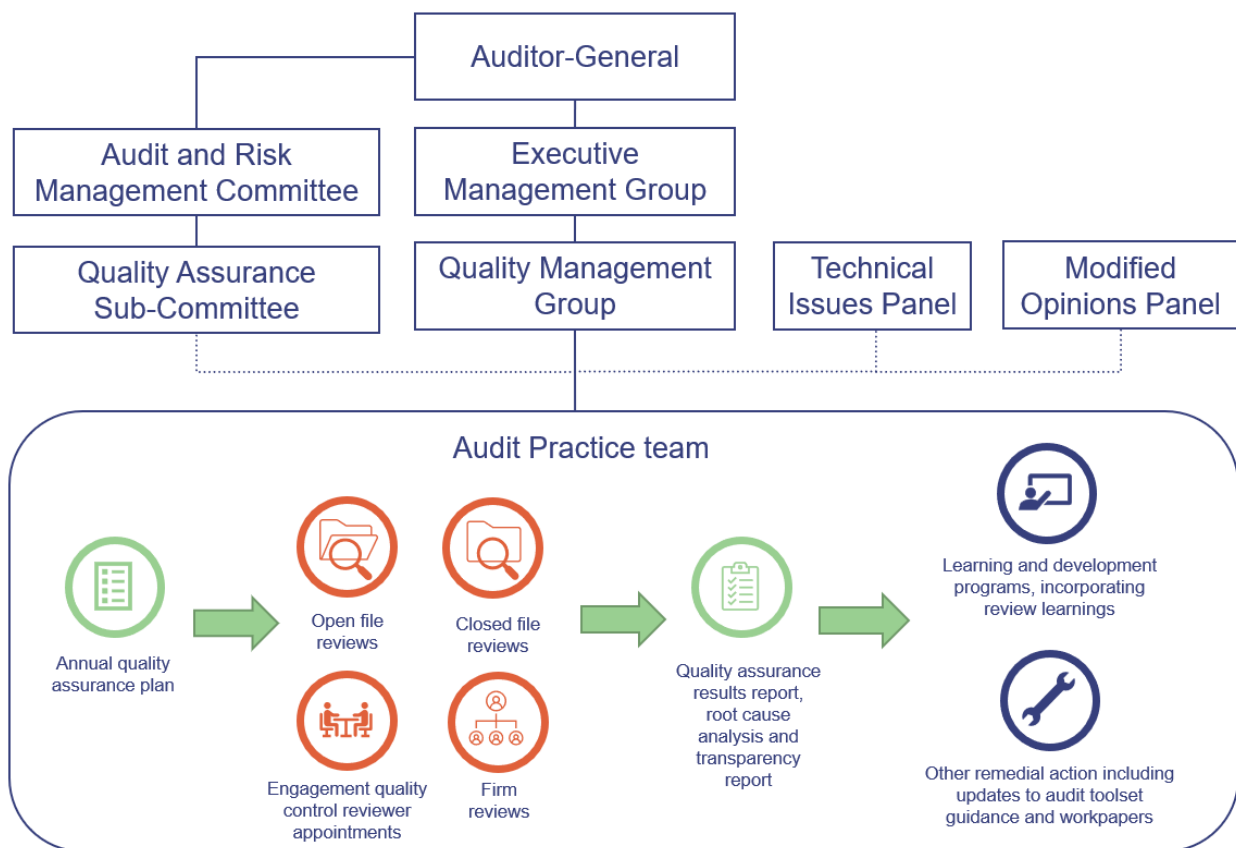 Auditor-General
Audit and Risk
Management Committee
Executive
Management Group
Quality Assurance
Sub-Committee
Quality Management
Group
Technical
Issues Panel
Modified
Opinions Panel
Audit Practice team
Annual quality
assurance plan
Open file
reviews
Closed file
reviews
Engagement quality
control reviewer
appointments
Firm
reviews
Quality assurance
results report,
root cause
analysis and
transparency
report
Learning and development
programs, incorporating
review learnings
Other remedial action including
updates to audit toolset
guidance and workpapers